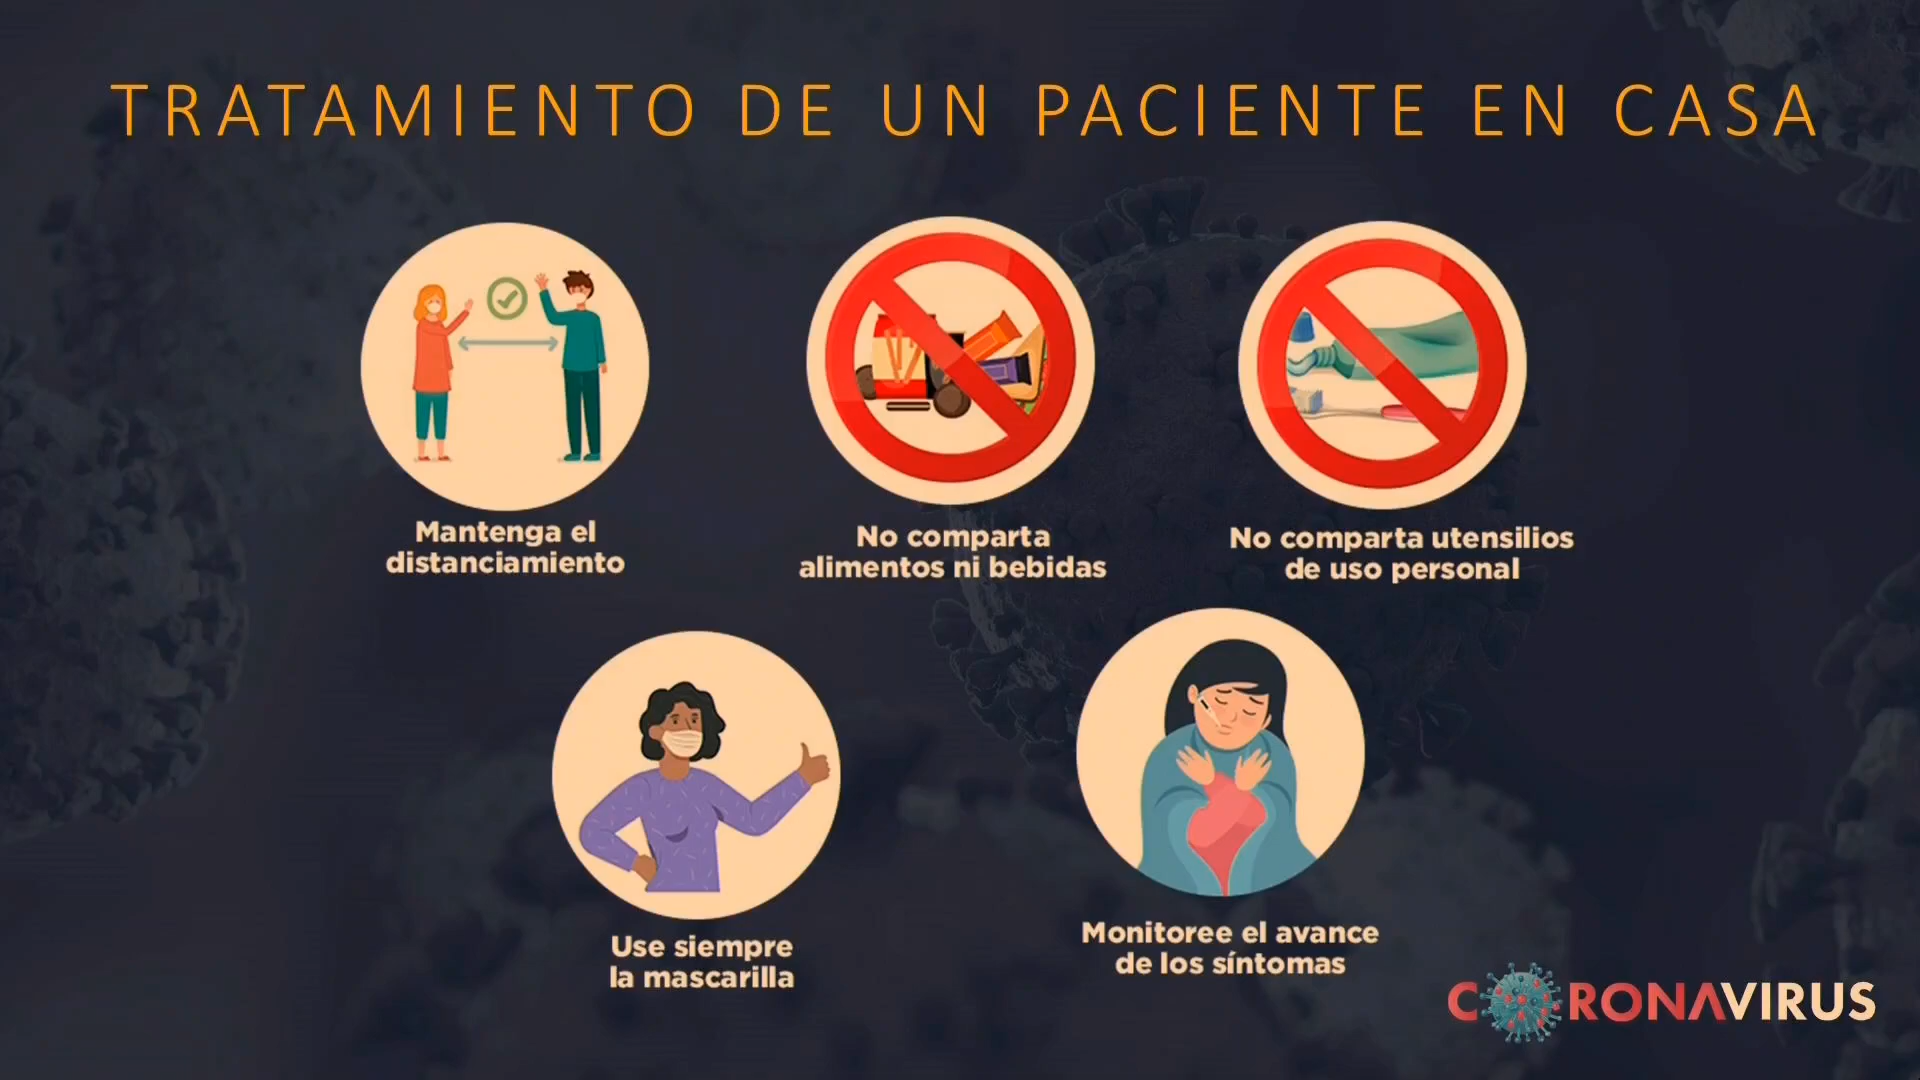 TRATAMIENTO DE UN PACIENTE EN CASA
Mantenga el
distanciamiento
No comparta
alimentos ni bebidas
No comparta utensilios
de uso personal
Use siempre
la mascarilla
Monitoree el avance
de los síntomas
CORONAVIRUS